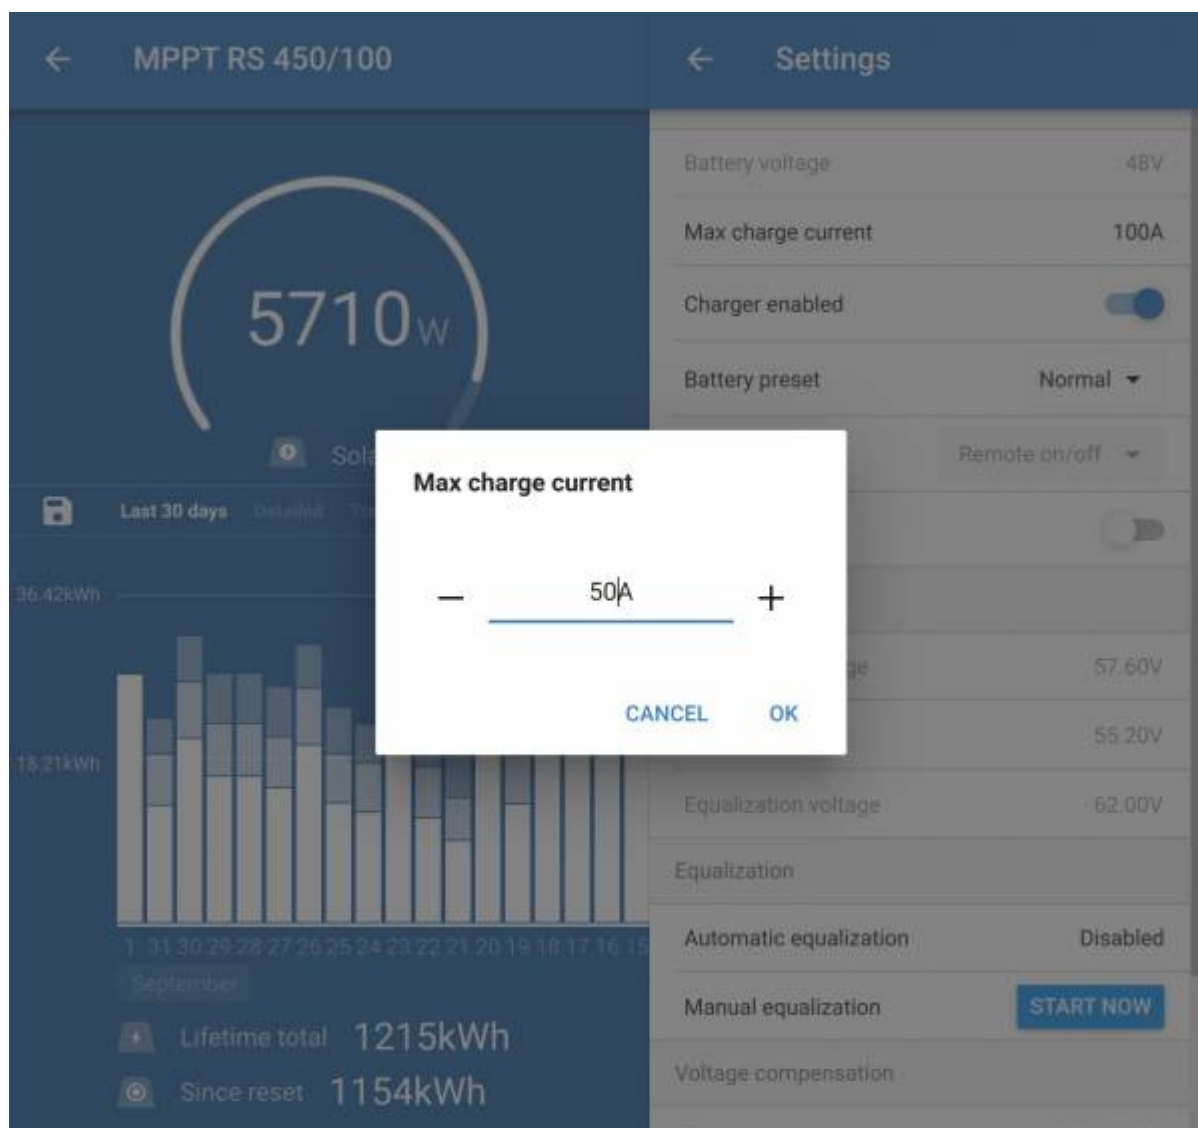 MPPT RS 450/100
5710W
Sola
Last 30 days Detailed
36.42kWh
18.21kWh
1 31 30 29 28 27 26 25 24 23 22 21 20 19 18 17 16 15
September
Lifetime total 1215kWh
Since reset 1154kWh
Settings
Battery voltage 48V
Max charge current 100A
Charger enabled
Battery preset Normal
Remote on/off
57.60V
55.20V
Equalization voltage 62.00V
Equalization
Automatic equalization Disabled
Manual equalization START NOW
Voltage compensation
Max charge current
− 50A +
CANCEL OK